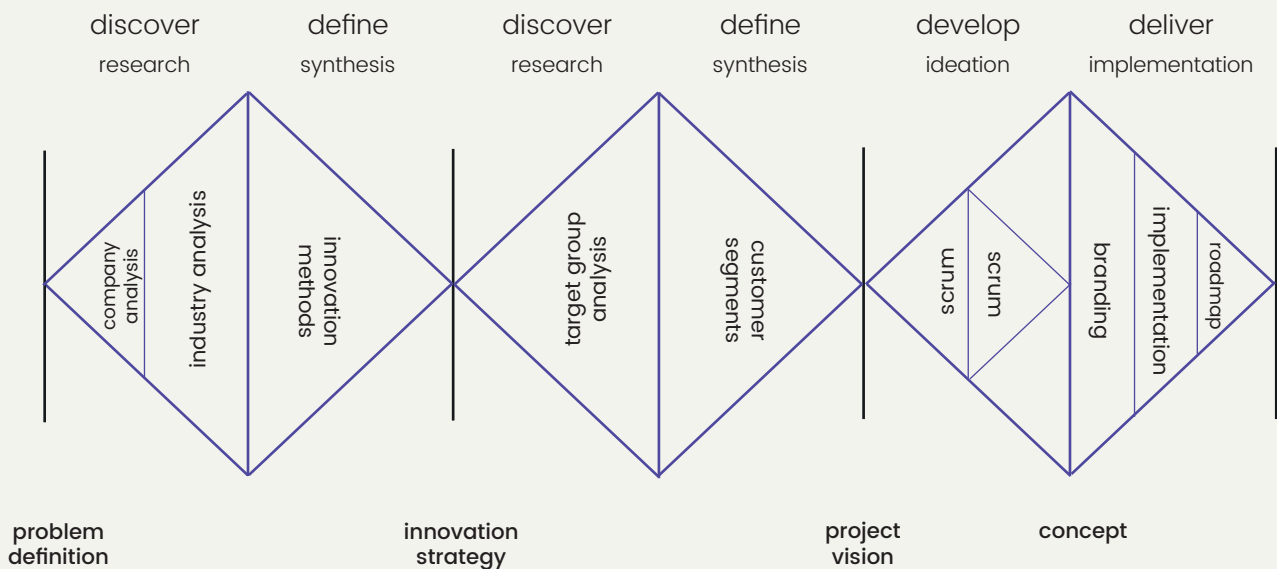 discover
define
discover
define
develop
deliver
research
synthesis
research
synthesis
ideation
implementation
company
analysis
industry analysis
innovation
methods
target group
analysis
customer
segments
scrum
scrum
branding
implementation
roadmap
problem
definition
innovation
strategy
project
vision
concept